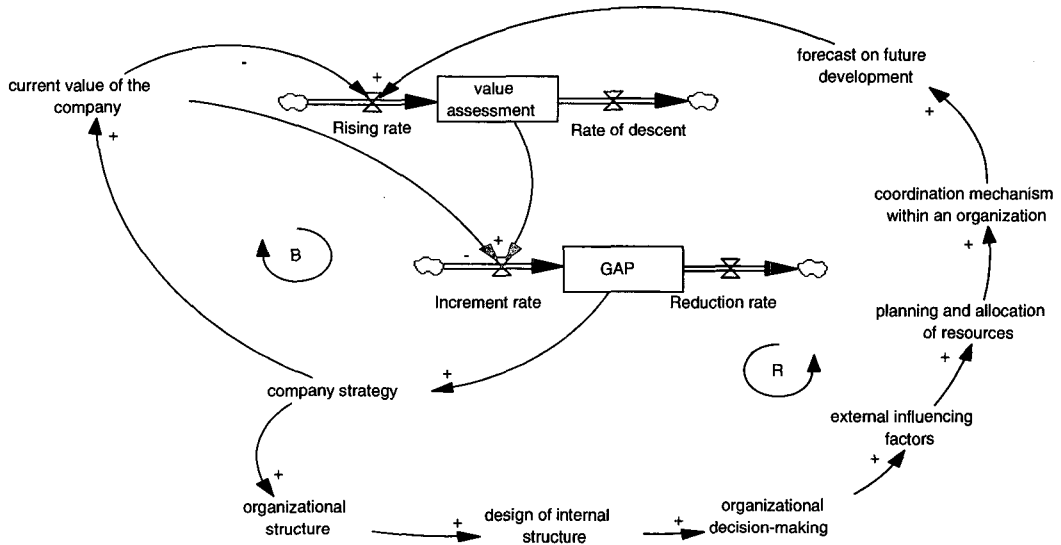 forecast on future
development
current value of the
company
-
+
value
assessment
Rising rate
Rate of descent
+
+
coordination mechanism
within an organization
+
B
+
-
GAP
Increment rate
Reduction rate
planning and allocation
of resources
+
R
+
company strategy
external influencing
factors
+
+
organizational
structure
+
design of internal
structure
+
organizational
decision-making